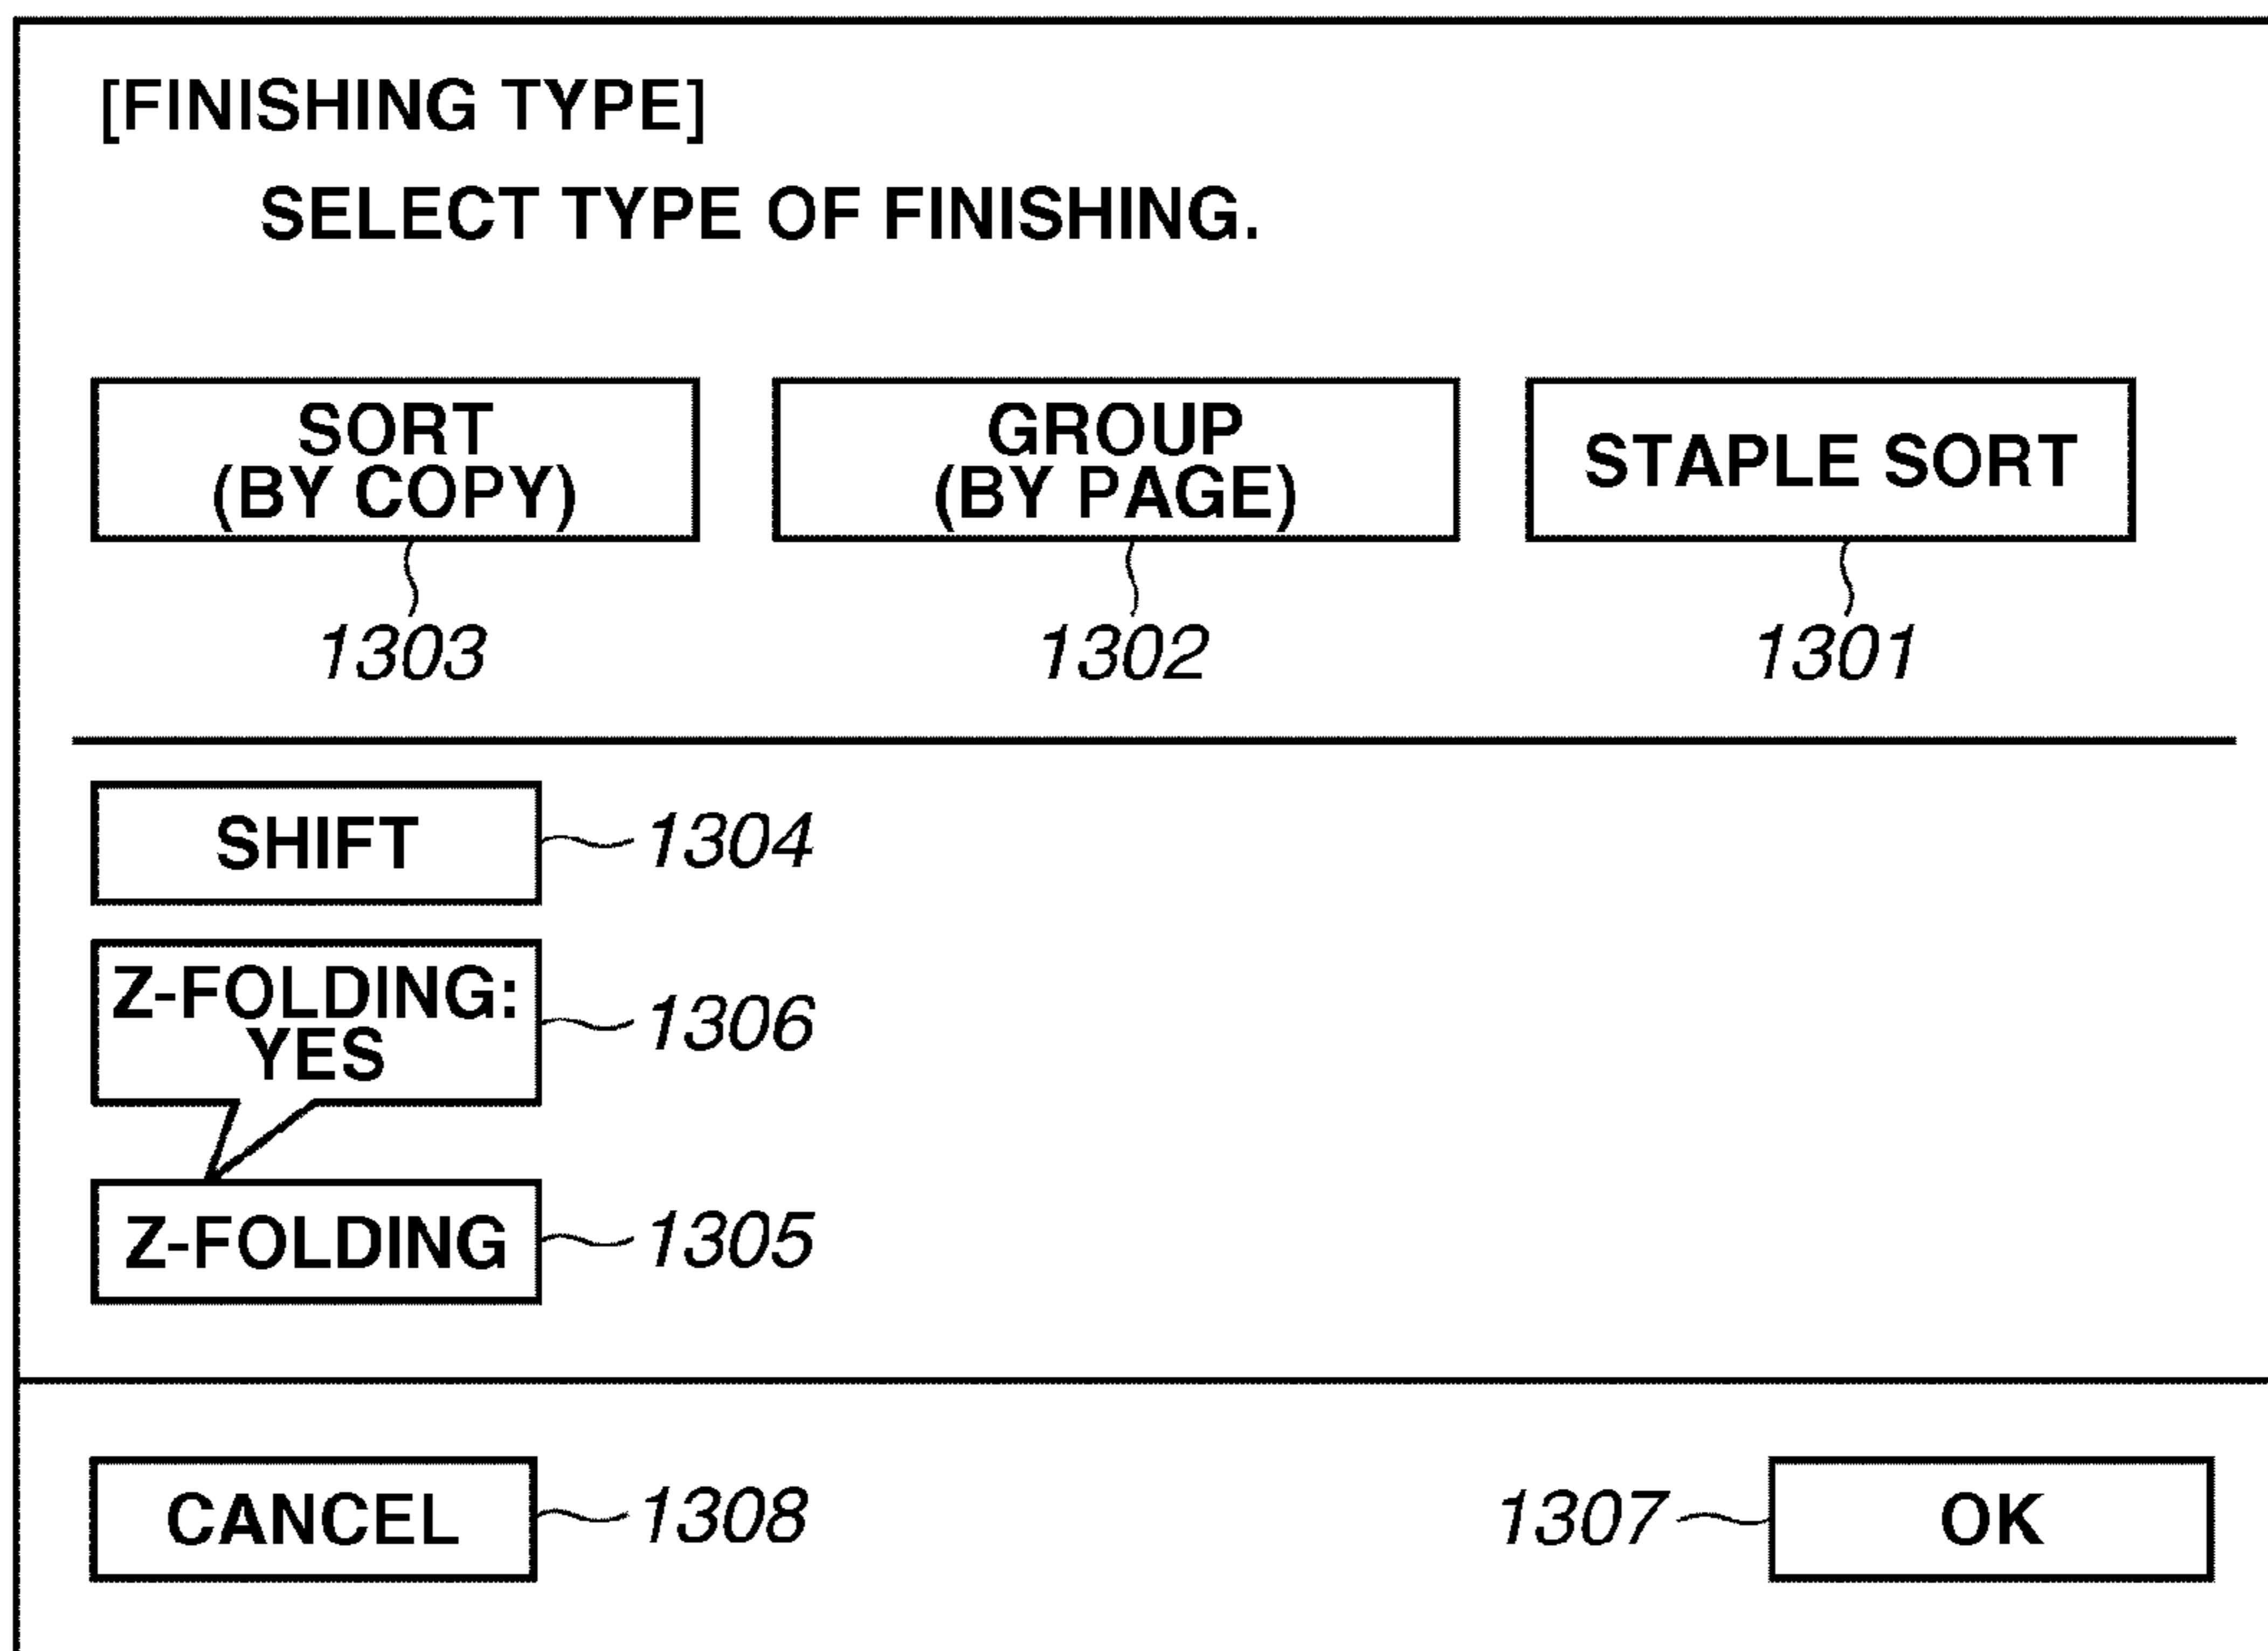 [FINISHING TYPE]
SELECT TYPE OF FINISHING.
SORT
(BY COPY)
GROUP
(BY PAGE)
STAPLE SORT
1303
1302
1301
SHIFT
1304
Z-FOLDING:
YES
1306
Z-FOLDING
1305
CANCEL
1308
1307
OK